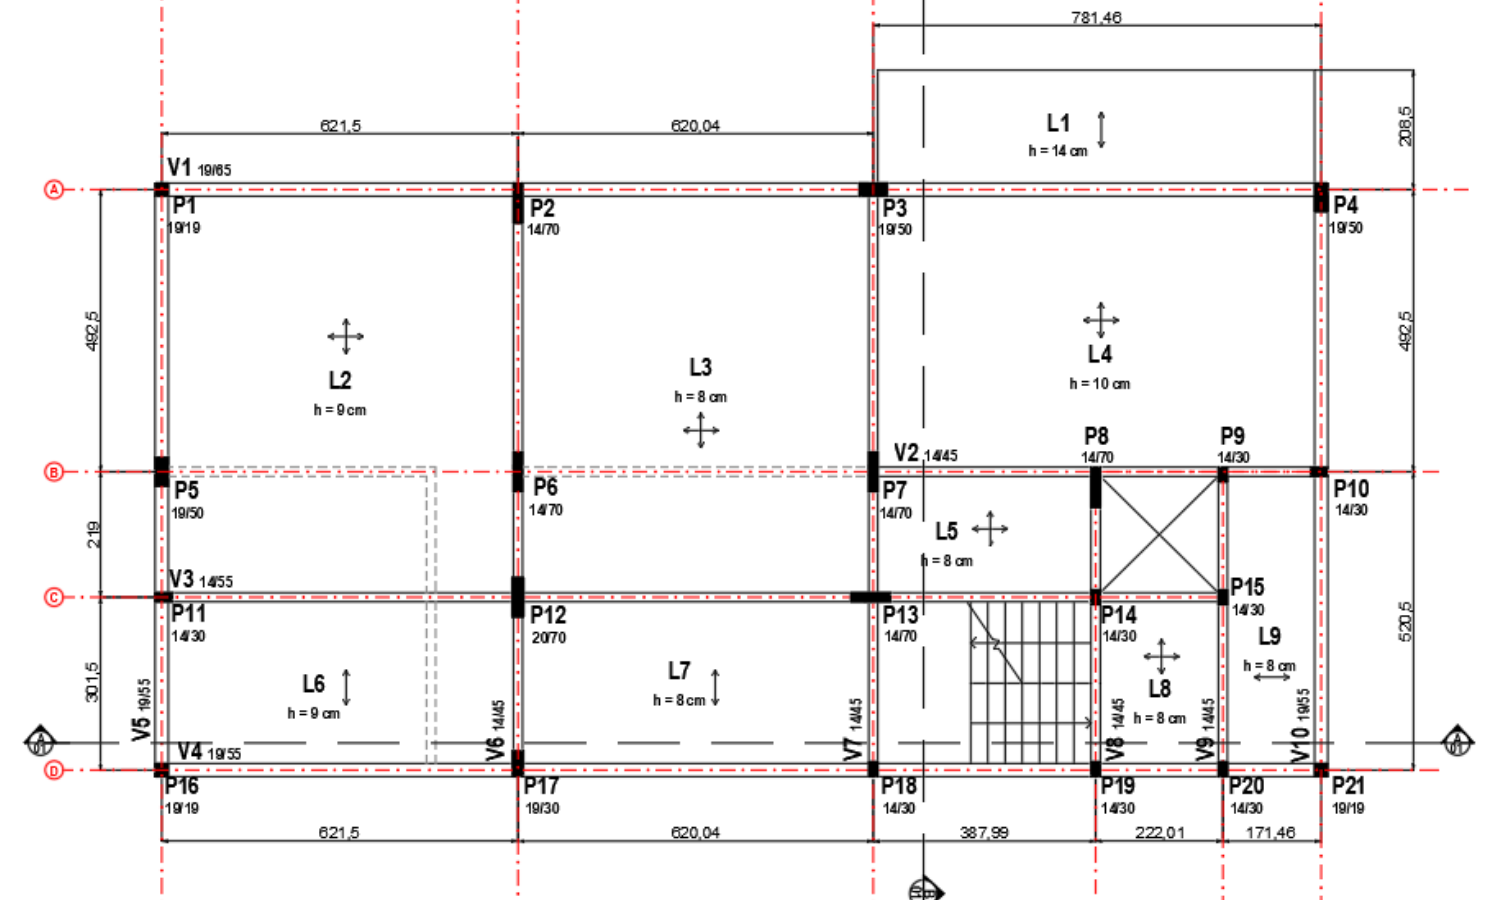 781,46
L1
h = 14 cm
208,5
621,5
620,04
V1 19/65
A
P1
19/19
P2
14/70
P3
19/50
P4
19/50
492,5
492,5
L2
h = 9 cm
L3
h = 8 cm
L4
h = 10 cm
V2 14/45
P8
14/70
P9
14/30
B
P5
19/50
P6
14/70
P7
14/70
P10
14/30
219
L5
h = 8 cm
V3 14/55
C
P11
14/30
P12
20/70
P13
14/70
P14
14/30
P15
14/30
520,5
301,5
L6
h = 9 cm
L7
h = 8 cm
L8
h = 8 cm
L9
h = 8 cm
V5 19/55
V6 14/45
V7 14/45
V8 14/45
V9 14/45
V10 19/55
A
01
A
01
V4 19/55
D
P16
19/19
P17
19/30
P18
14/30
P19
14/30
P20
14/30
P21
19/19
621,5
620,04
387,99
222,01
171,46
B
01